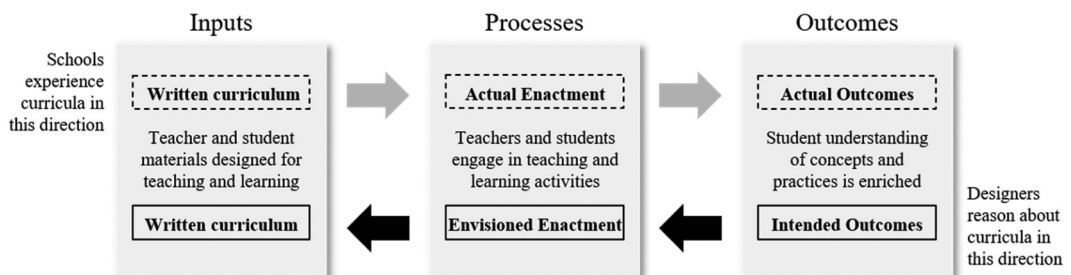 Inputs
Processes
Outcomes
Schools
experience
curricula in
this direction
Written curriculum
Teacher and student
materials designed for
teaching and learning
Written curriculum
Actual Enactment
Teachers and students
engage in teaching and
learning activities
Envisioned Enactment
Actual Outcomes
Student understanding
of concepts and
practices is enriched
Intended Outcomes
Designers
reason about
curricula in
this direction